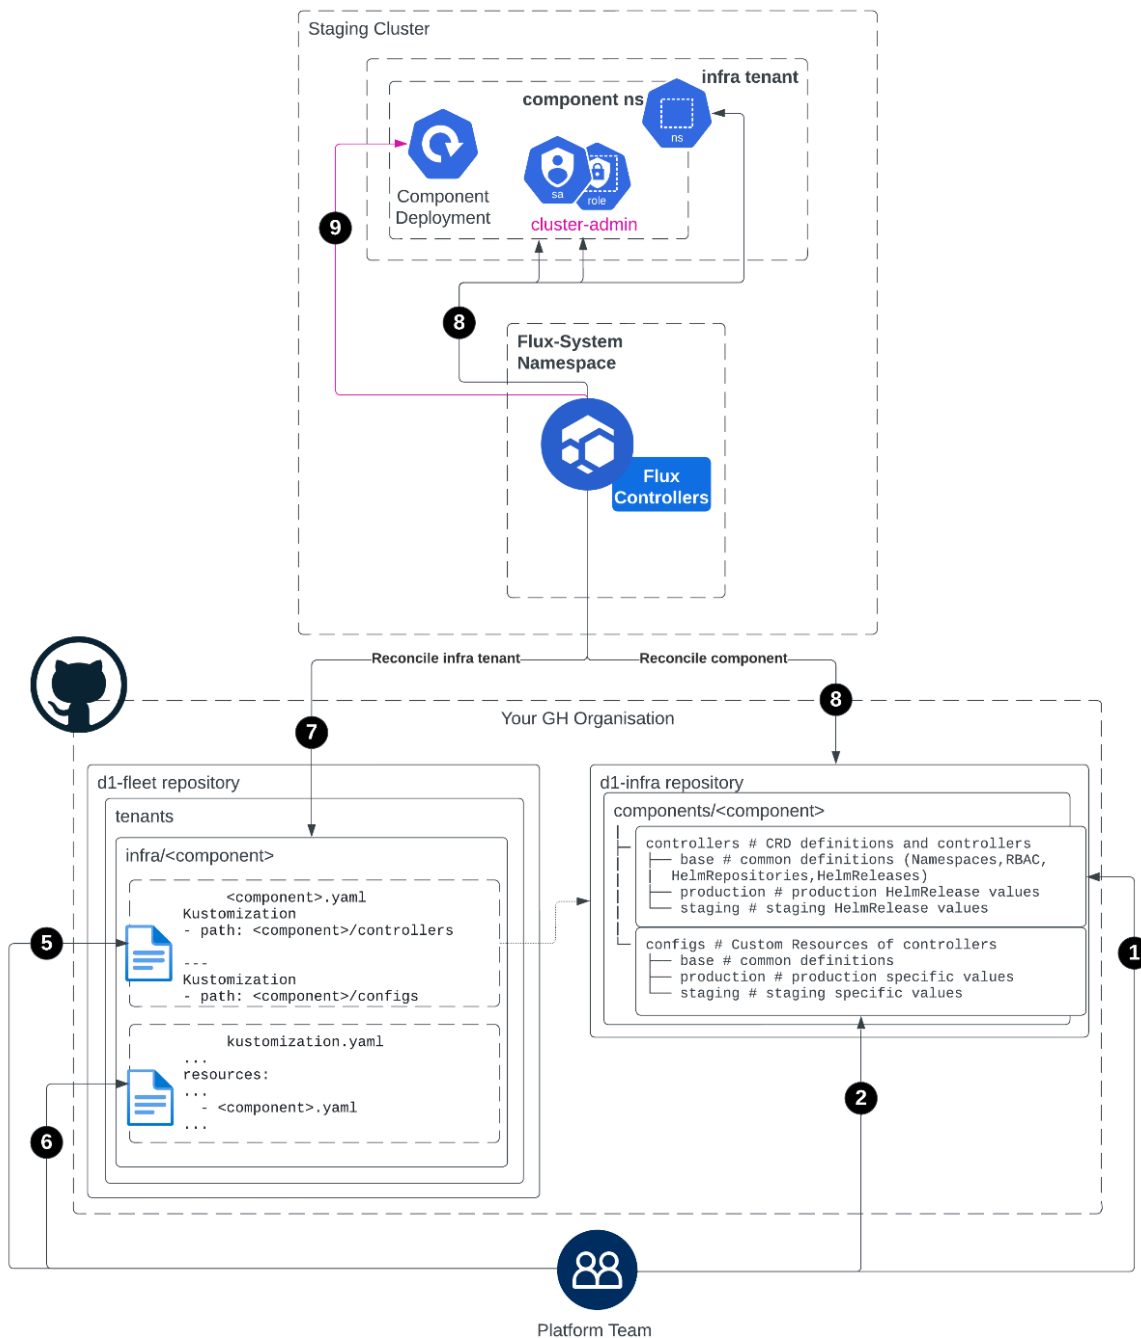 Staging Cluster
infra tenant
component ns
ns
Component
Deployment
sa
role
cluster-admin
9
8
Flux-System
Namespace
Flux
Controllers
Reconcile infra tenant
Reconcile component
8
7
Your GH Organisation
d1-fleet repository
tenants
infra/<component>
<component>.yaml
Kustomization
- path: <component>/controllers
---
Kustomization
- path: <component>/configs
5
kustomization.yaml
...
resources:
...
- <component>.yaml
...
6
d1-infra repository
components/<component>
controllers # CRD definitions and controllers
base # common definitions (Namespaces,RBAC,
HelmRepositories,HelmReleases)
production # production HelmRelease values
staging # staging HelmRelease values
configs # Custom Resources of controllers
base # common definitions
production # production specific values
staging # staging specific values
1
2
Platform Team